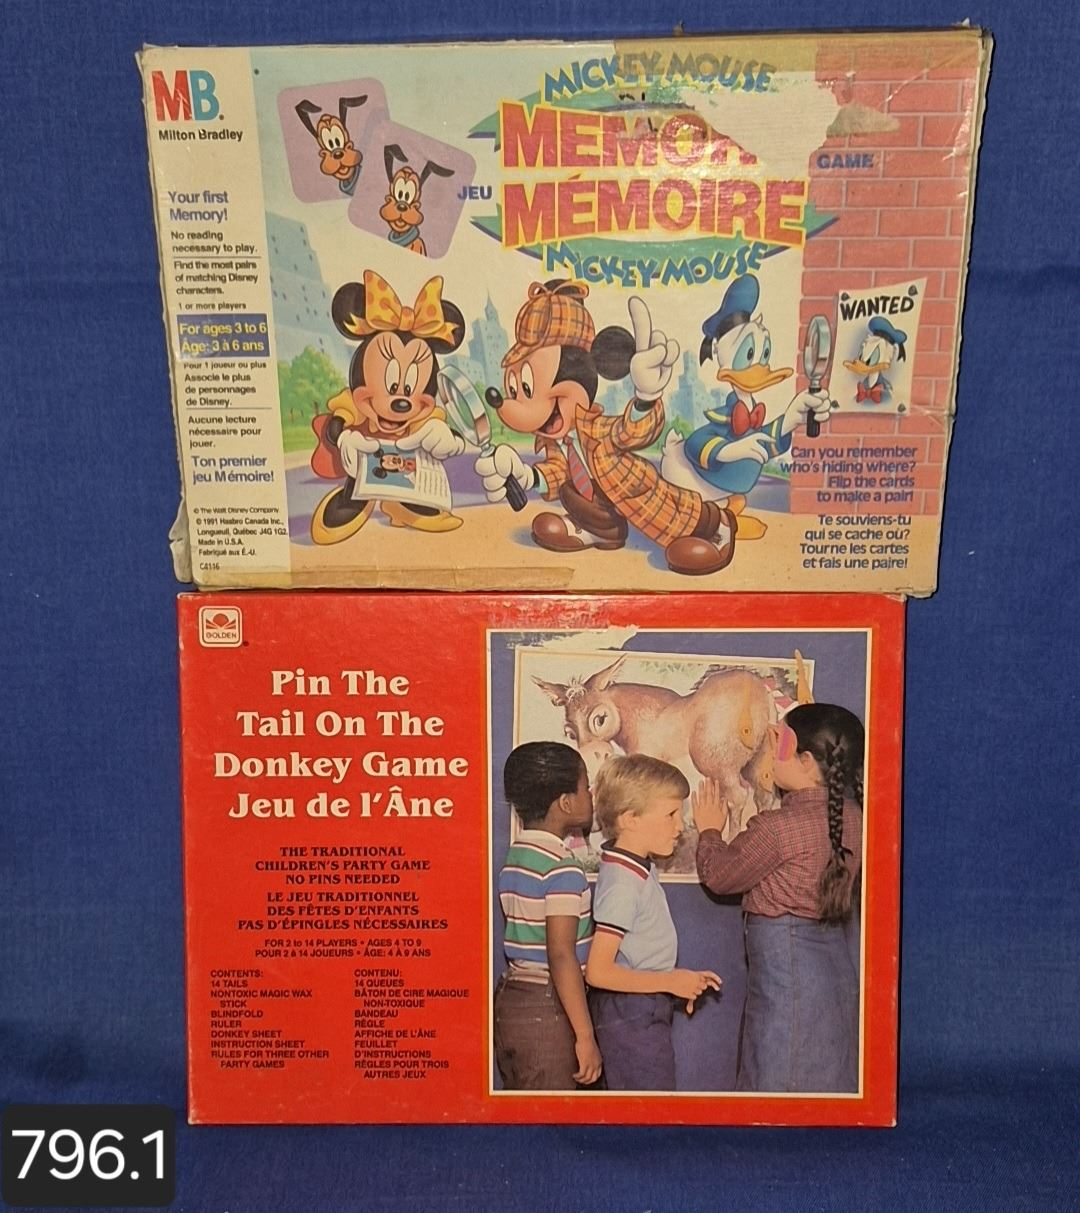 MB
Milton Bradley
Your first
Memory!
No reading
necessary to play.
Find the most pairs
of matching Disney
characters.
1 or more players
For ages 3 to 6
Âge: 3 à 6 ans
Pour 1 joueur ou plus
Associe le plus
de personnages
de Disney.
Aucune lecture
nécessaire pour
jouer.
Ton premier
jeu Mémoire!
© The Walt Disney Company
© 1991 Hasbro Canada Inc.,
Longueuil, Québec J4G 1G2
Made in U.S.A.
Fabriqué aux É.-U.
C4116
MICKEY MOUSE
MEMOR
GAME
JEU
MÉMOIRE
MICKEY MOUSE
WANTED
Can you remember
who's hiding where?
Flip the cards
to make a pair!
Te souviens-tu
qui se cache où?
Tourne les cartes
et fais une paire!
GOLDEN
Pin The
Tail On The
Donkey Game
Jeu de l'Âne
THE TRADITIONAL
CHILDREN'S PARTY GAME
NO PINS NEEDED
LE JEU TRADITIONNEL
DES FÊTES D'ENFANTS
PAS D'ÉPINGLES NÉCESSAIRES
FOR 2 to 14 PLAYERS • AGES 4 TO 9
POUR 2 à 14 JOUEURS • ÂGE: 4 À 9 ANS
CONTENTS:
14 TAILS
NONTOXIC MAGIC WAX
STICK
BLINDFOLD
RULER
DONKEY SHEET
INSTRUCTION SHEET
RULES FOR THREE OTHER
PARTY GAMES
CONTENU:
14 QUEUES
BÂTON DE CIRE MAGIQUE
NON-TOXIQUE
BANDEAU
RÈGLE
AFFICHE DE L'ÂNE
FEUILLET
D'INSTRUCTIONS
RÈGLES POUR TROIS
AUTRES JEUX
796.1